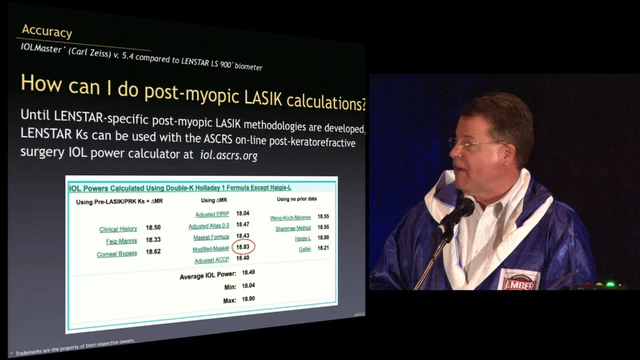 Accuracy
IOLMaster* (Carl Zeiss) v. 5.4 compared to LENSTAR LS 900* biometer
How can I do post-myopic LASIK calculations?
Until LENSTAR-specific post-myopic LASIK methodologies are developed,
LENSTAR Ks can be used with the ASCRS on-line post-keratorefractive
surgery IOL power calculator at iol.ascrs.org
IOL Powers Calculated Using Double-K Holladay 1 Formula Except Haigis-L
Using Pre-LASIK/PRK Ks + ΔMR
Clinical History 18.50
Feiz-Mannis 18.33
Corneal Bypass 18.62
Using ΔMR
Adjusted EffRP 18.04
Adjusted Atlas 0-3 18.47
Masket Formula 18.43
Modified-Masket 18.83
Adjusted ACCP 18.40
Using no prior data
Wang-Koch-Maloney 18.55
Shammas Method 18.55
Haigis-L 18.90
Galilei 18.21
Average IOL Power: 18.49
Min: 18.04
Max: 18.90
* Trademarks are the property of their respective owners.